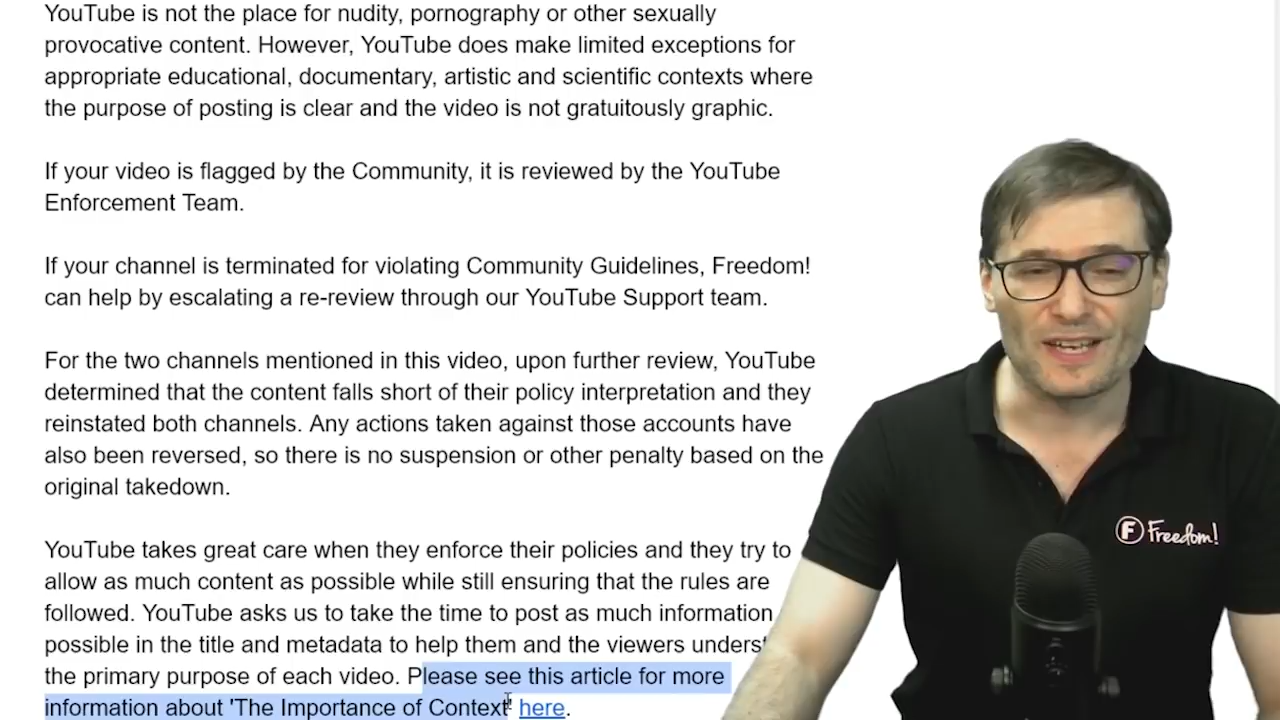 YouTube is not the place for nudity, pornography or other sexually
provocative content. However, YouTube does make limited exceptions for
appropriate educational, documentary, artistic and scientific contexts where
the purpose of posting is clear and the video is not gratuitously graphic.
If your video is flagged by the Community, it is reviewed by the YouTube
Enforcement Team.
If your channel is terminated for violating Community Guidelines, Freedom!
can help by escalating a re-review through our YouTube Support team.
For the two channels mentioned in this video, upon further review, YouTube
determined that the content falls short of their policy interpretation and they
reinstated both channels. Any actions taken against those accounts have
also been reversed, so there is no suspension or other penalty based on the
original takedown.
YouTube takes great care when they enforce their policies and they try to
allow as much content as possible while still ensuring that the rules are
followed. YouTube asks us to take the time to post as much information
possible in the title and metadata to help them and the viewers
the primary purpose of each video. Please see this article for more
information about 'The Importance of Context' here.
F Freedom!